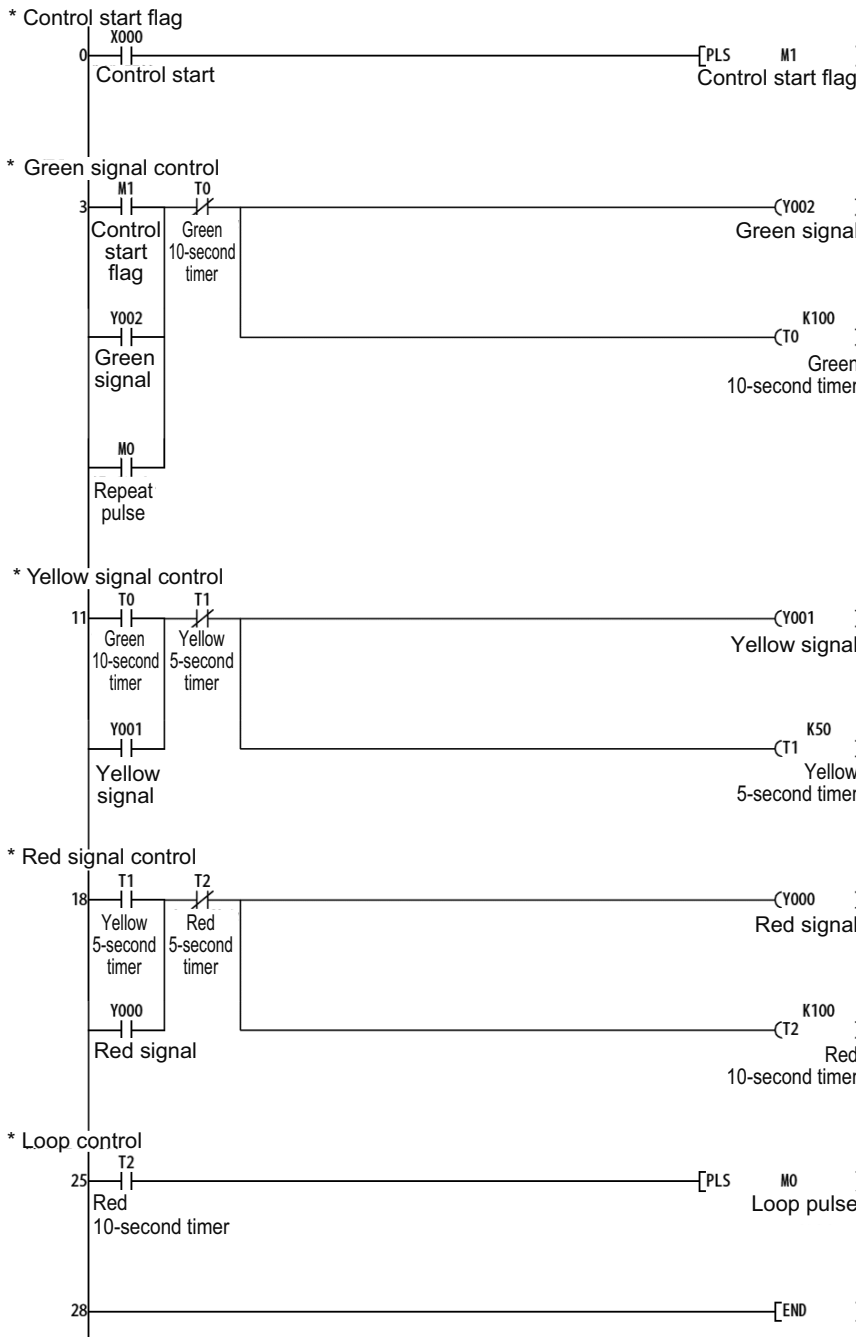 * Control start flag
X000
0
[PLS M1 ]
Control start
Control start flag
* Green signal control
M1 T0
3
(Y002 )
Control start flag
Green 10-second timer
Green signal
Y002
K100
(T0 )
Green signal
Green 10-second timer
M0
Repeat pulse
* Yellow signal control
T0 T1
11
(Y001 )
Green 10-second timer
Yellow 5-second timer
Yellow signal
Y001
K50
(T1 )
Yellow signal
Yellow 5-second timer
* Red signal control
T1 T2
18
(Y000 )
Yellow 5-second timer
Red 5-second timer
Red signal
Y000
K100
(T2 )
Red signal
Red 10-second timer
* Loop control
T2
25
[PLS M0 ]
Red 10-second timer
Loop pulse
28
[END ]